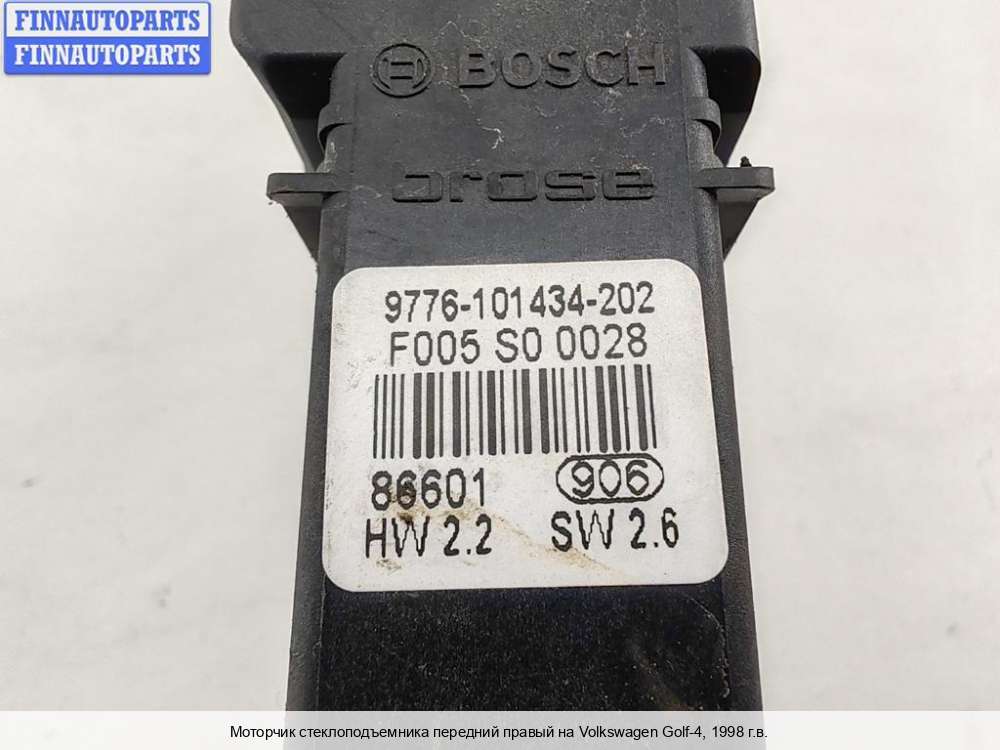 FINNAUTOPARTS
FINNAUTOPARTS
BOSCH
brose
9776-101434-202
F005 S0 0028
86601 906
HW 2.2 SW 2.6
Моторчик стеклоподъемника передний правый на Volkswagen Golf-4, 1998 г.в.